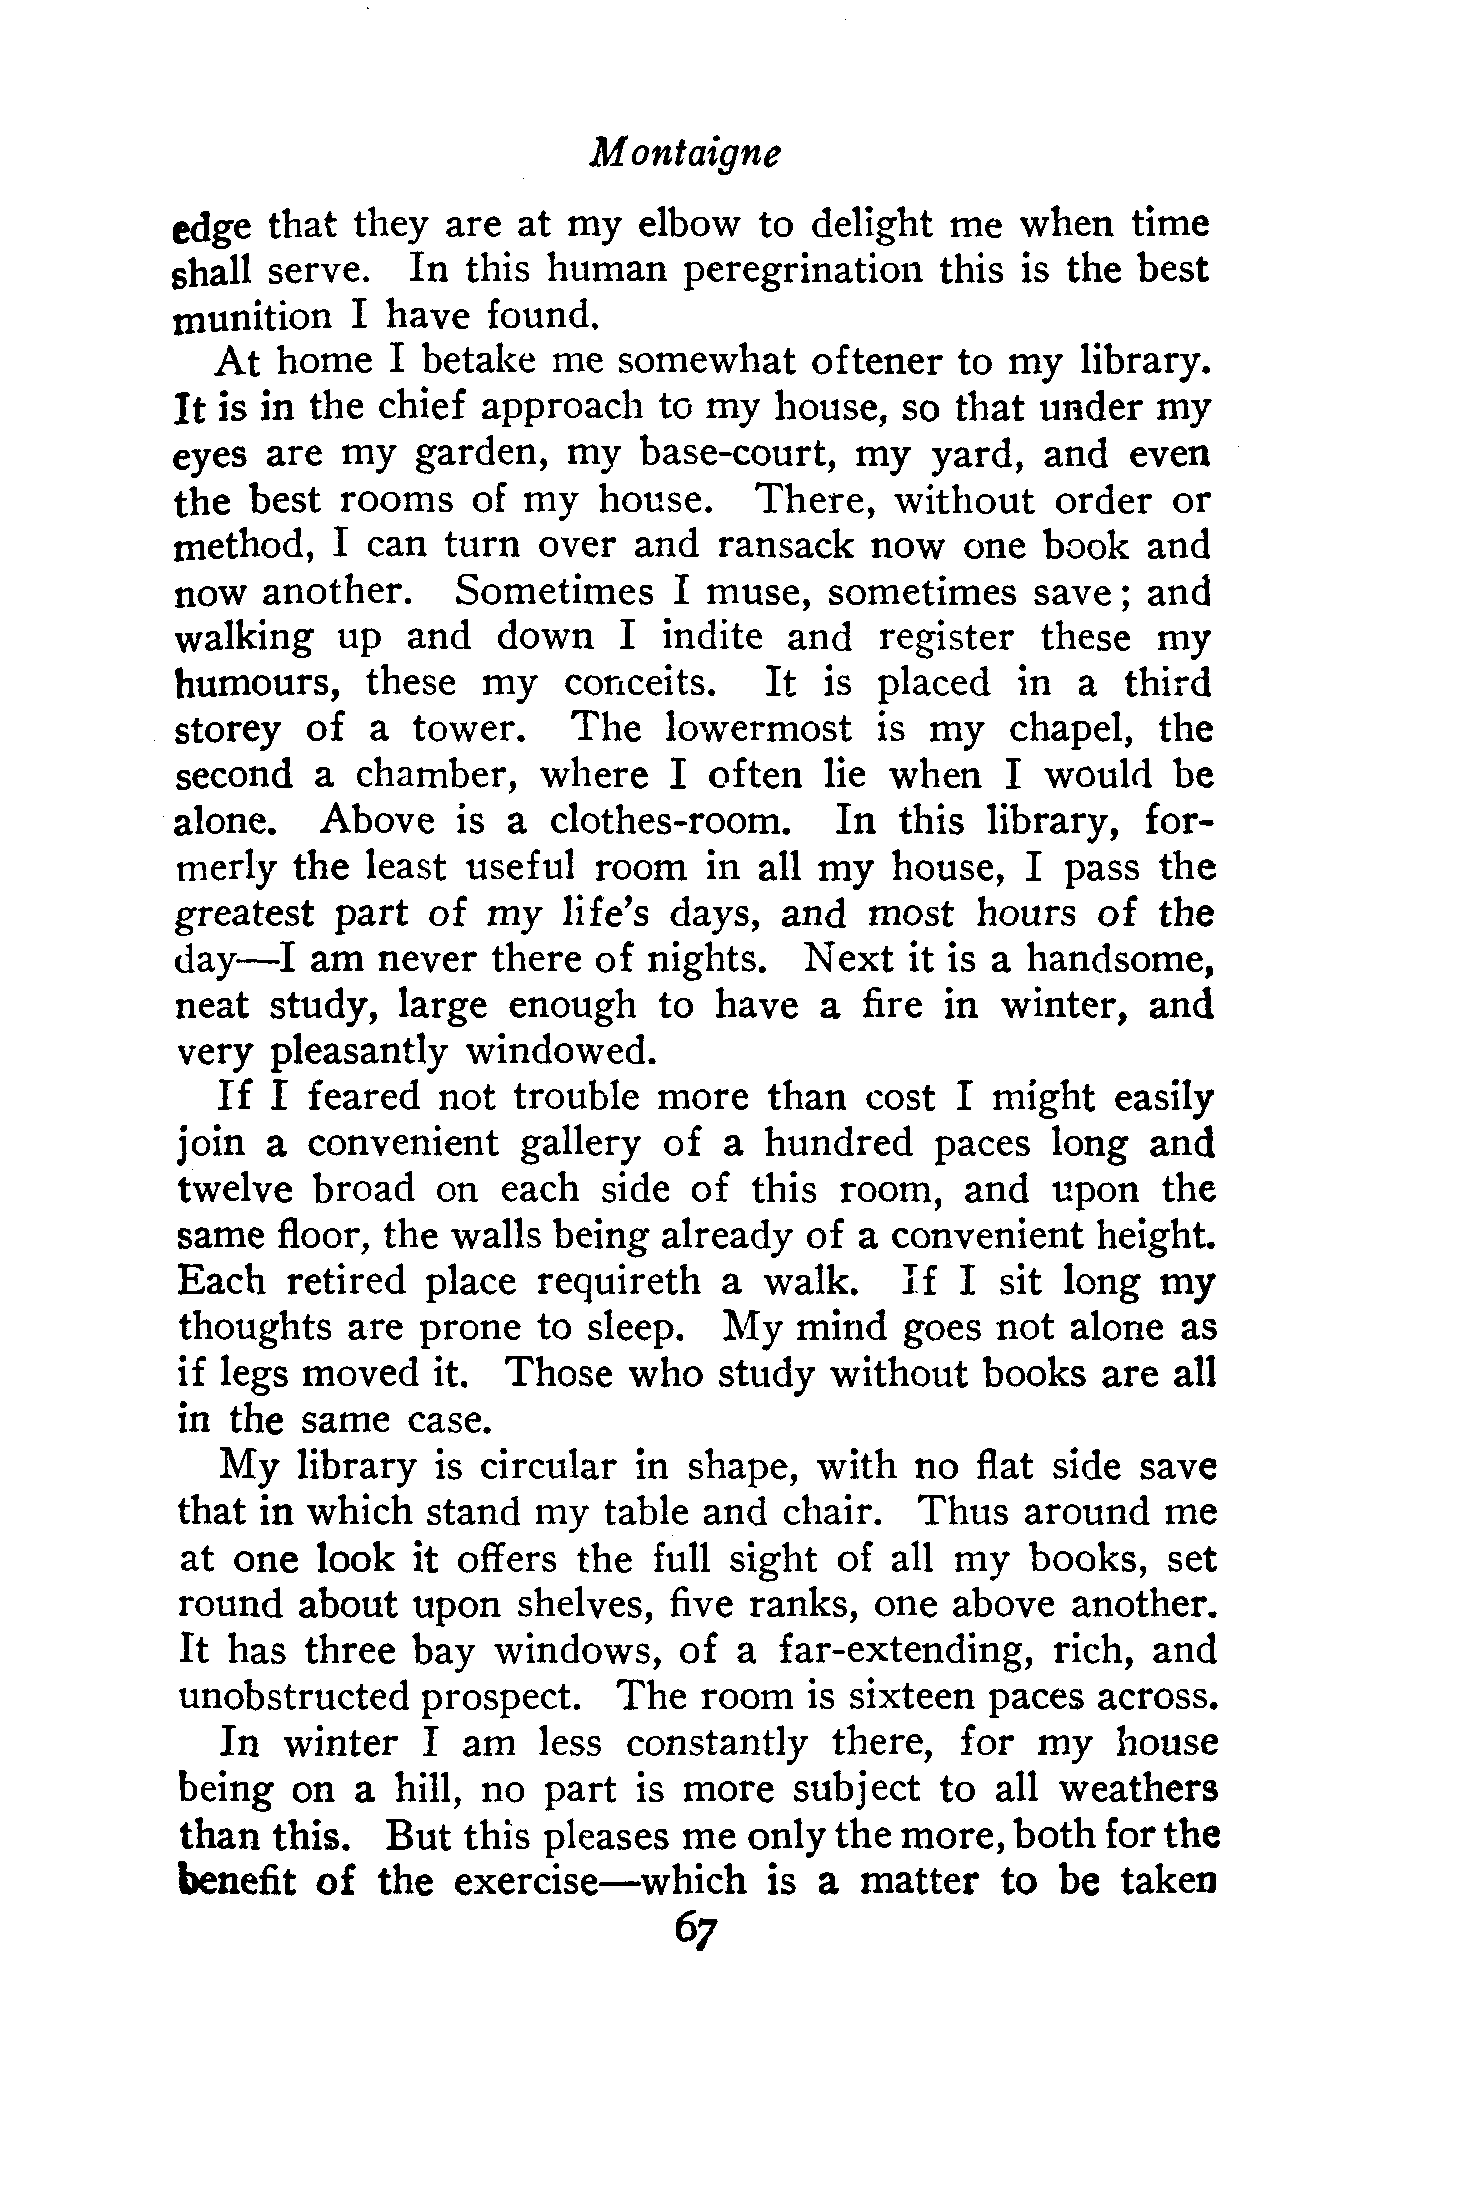 Montaigne
edge that they are at my elbow to delight me when time
shall serve. In this human peregrination this is the best
munition I have found.
At home I betake me somewhat oftener to my library.
It is in the chief approach to my house, so that under my
eyes are my garden, my base-court, my yard, and even
the best rooms of my house. There, without order or
method, I can turn over and ransack now one book and
now another. Sometimes I muse, sometimes save; and
walking up and down I indite and register these my
humours, these my conceits. It is placed in a third
storey of a tower. The lowermost is my chapel, the
second a chamber, where I often lie when I would be
alone. Above is a clothes-room. In this library, for-
merly the least useful room in all my house, I pass the
greatest part of my life's days, and most hours of the
day—I am never there of nights. Next it is a handsome,
neat study, large enough to have a fire in winter, and
very pleasantly windowed.
If I feared not trouble more than cost I might easily
join a convenient gallery of a hundred paces long and
twelve broad on each side of this room, and upon the
same floor, the walls being already of a convenient height.
Each retired place requireth a walk. If I sit long my
thoughts are prone to sleep. My mind goes not alone as
if legs moved it. Those who study without books are all
in the same case.
My library is circular in shape, with no flat side save
that in which stand my table and chair. Thus around me
at one look it offers the full sight of all my books, set
round about upon shelves, five ranks, one above another.
It has three bay windows, of a far-extending, rich, and
unobstructed prospect. The room is sixteen paces across.
In winter I am less constantly there, for my house
being on a hill, no part is more subject to all weathers
than this. But this pleases me only the more, both for the
benefit of the exercise—which is a matter to be taken
67